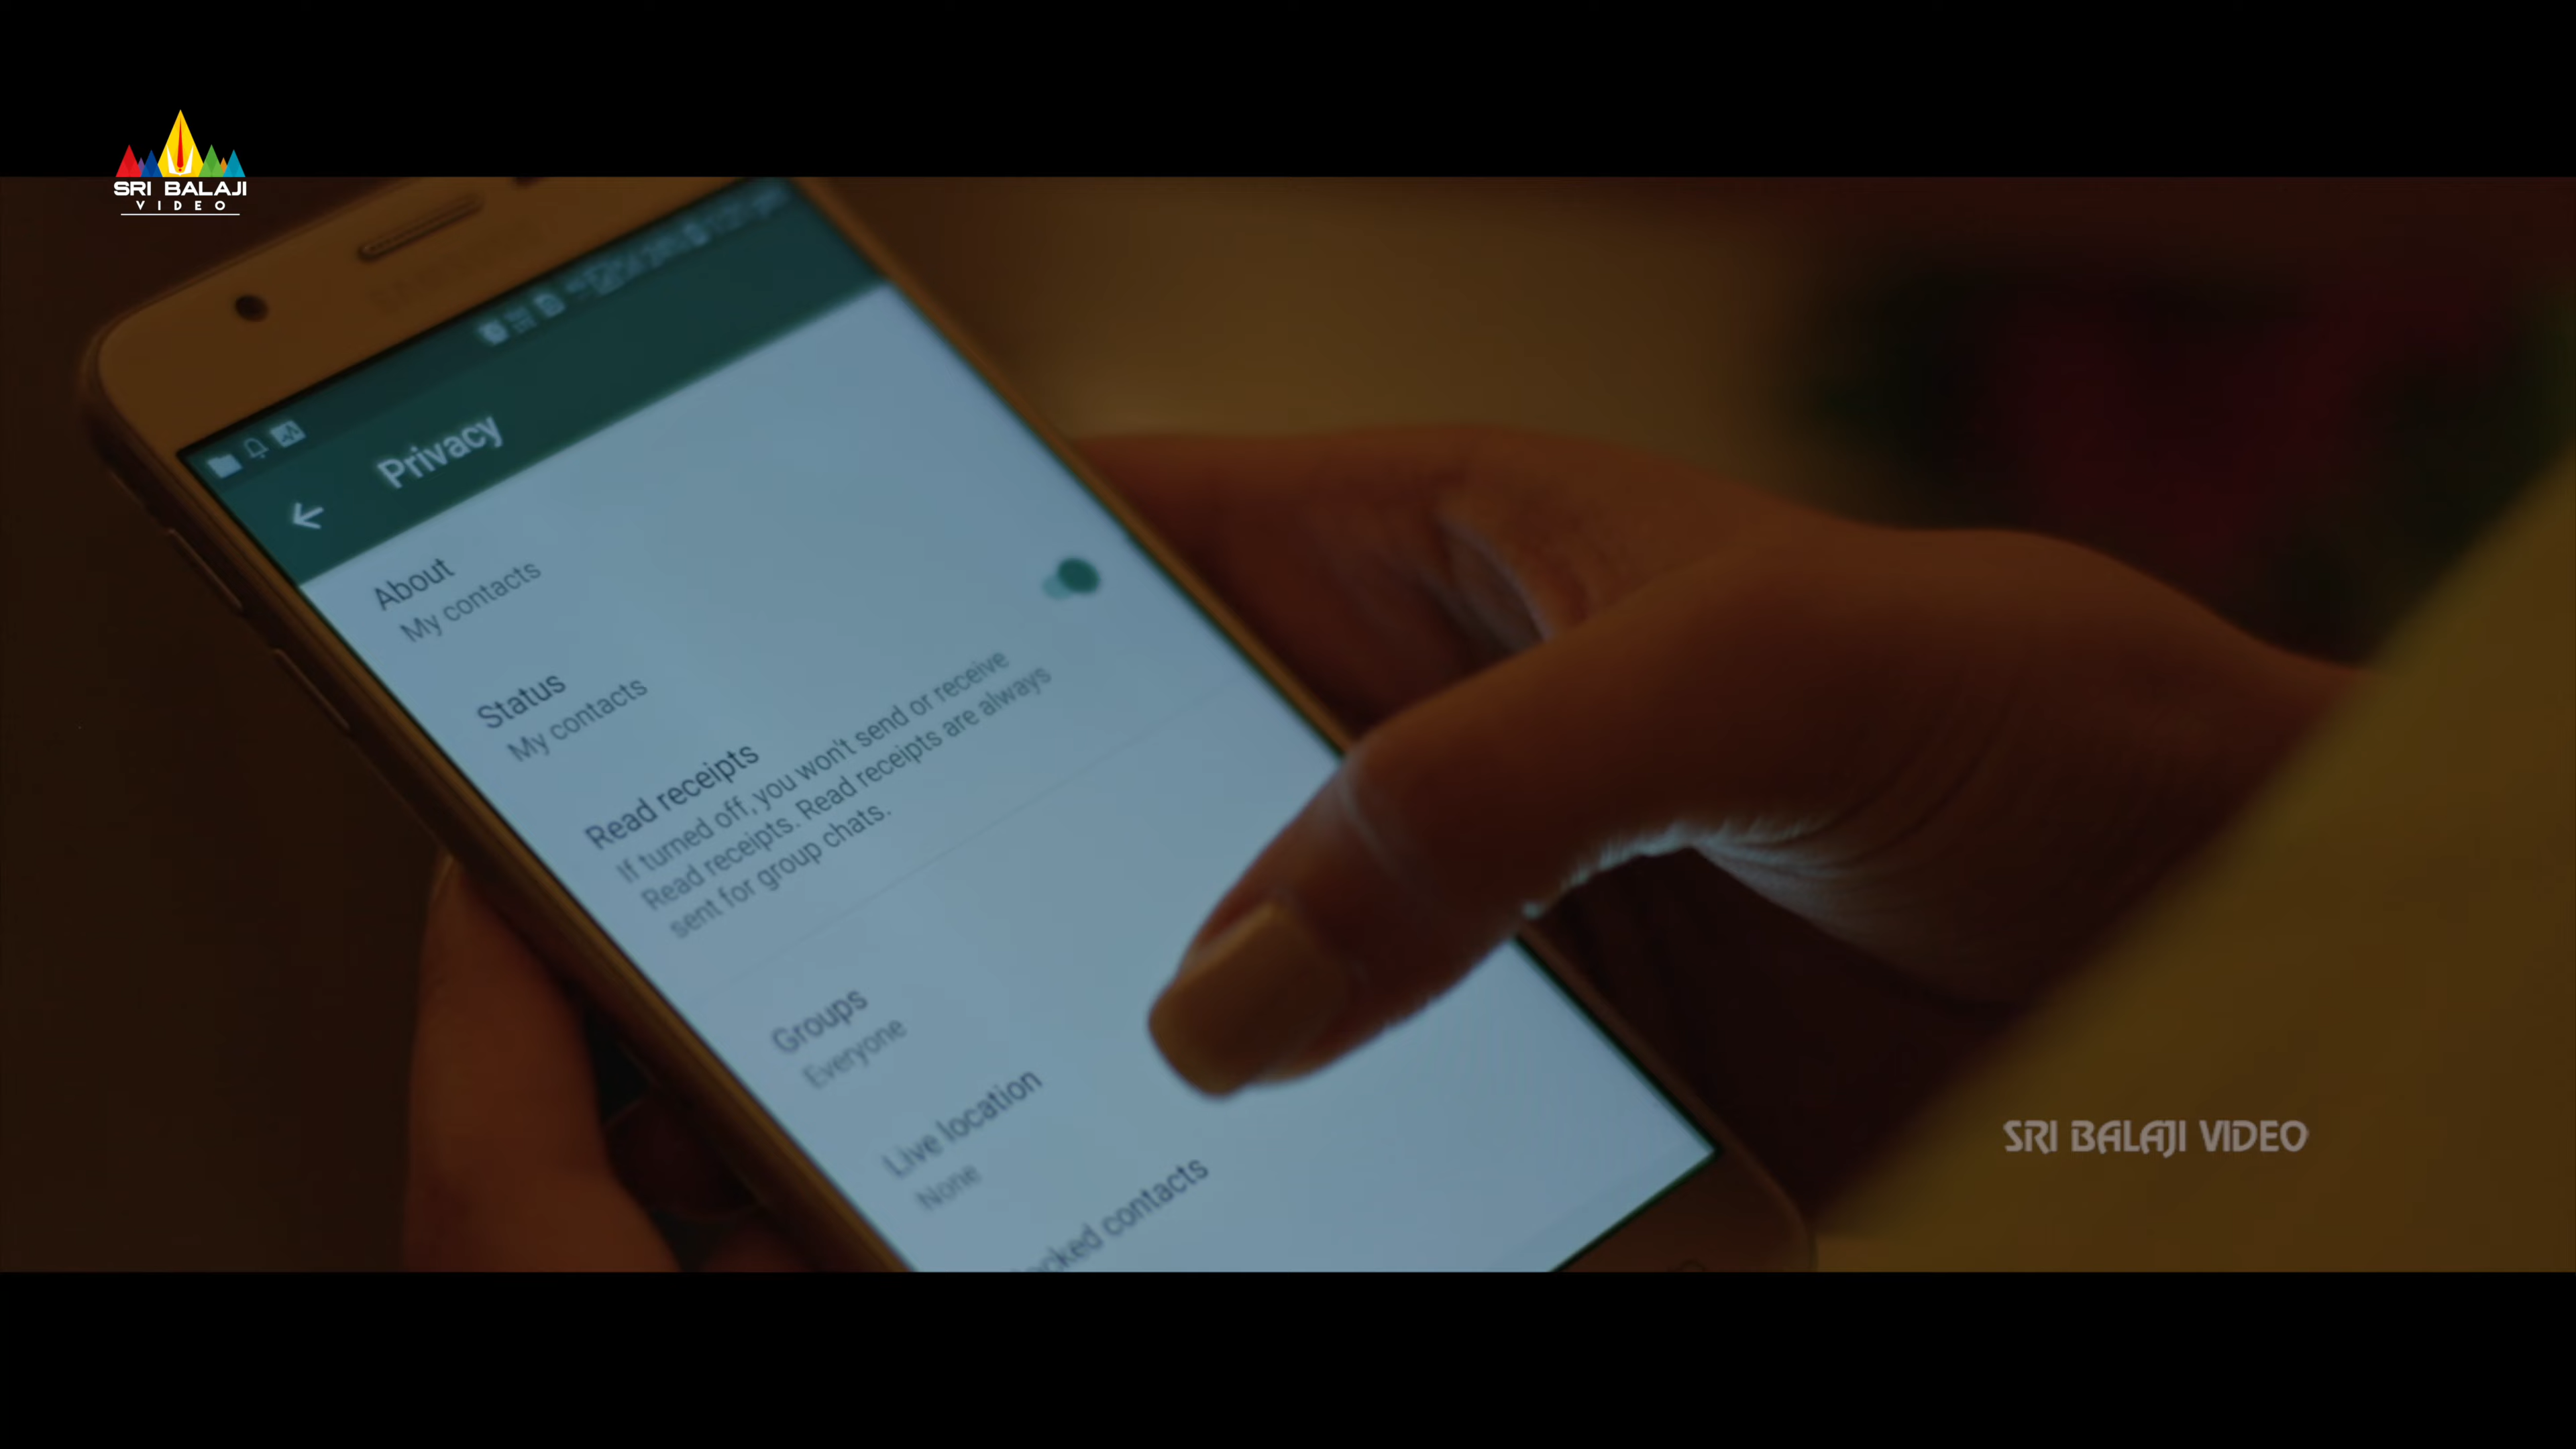 SRI BALAJI
VIDEO
Privacy
About
My contacts
Status
My contacts
Read receipts
If turned off, you won't send or receive
Read receipts. Read receipts are always
sent for group chats.
Groups
Everyone
Live location
None
contacts
SRI BALAJI VIDEO